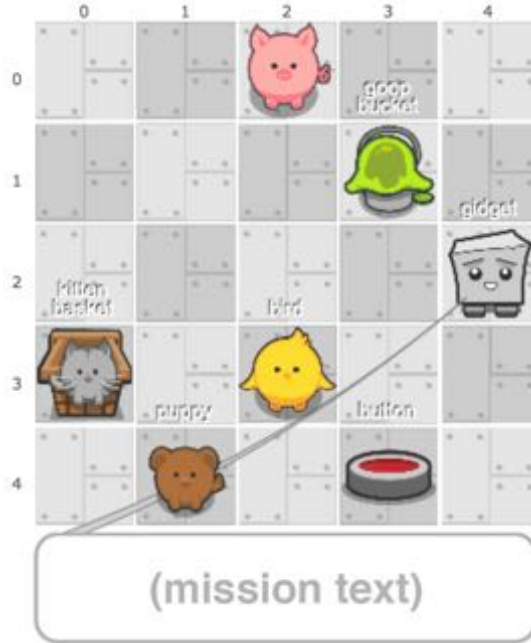 0 1 2 3 4
0
goop
bucket
1
gidget
2
kitten
basket
bird
3
puppy
button
4
(mission text)